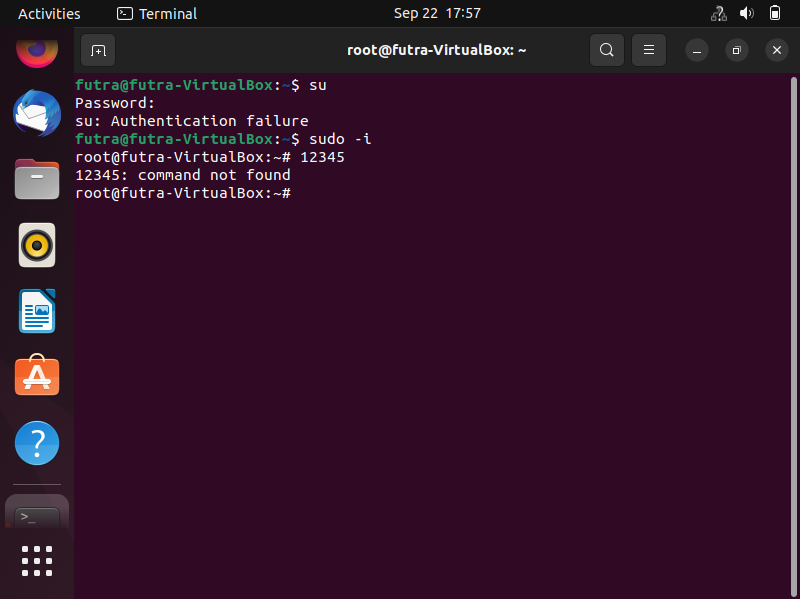 Activities Terminal Sep 22 17:57
root@futra-VirtualBox: ~
futra@futra-VirtualBox:~$ su
Password:
su: Authentication failure
futra@futra-VirtualBox:~$ sudo -i
root@futra-VirtualBox:~# 12345
12345: command not found
root@futra-VirtualBox:~#